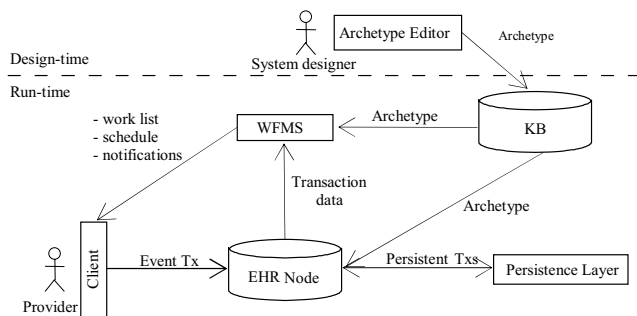 Archetype Editor
Archetype
Design-time
System designer
Run-time
- work list
- schedule
- notifications
WFMS
Archetype
KB
Transaction
data
Archetype
Client
Event Tx
EHR Node
Persistent Txs
Persistence Layer
Provider